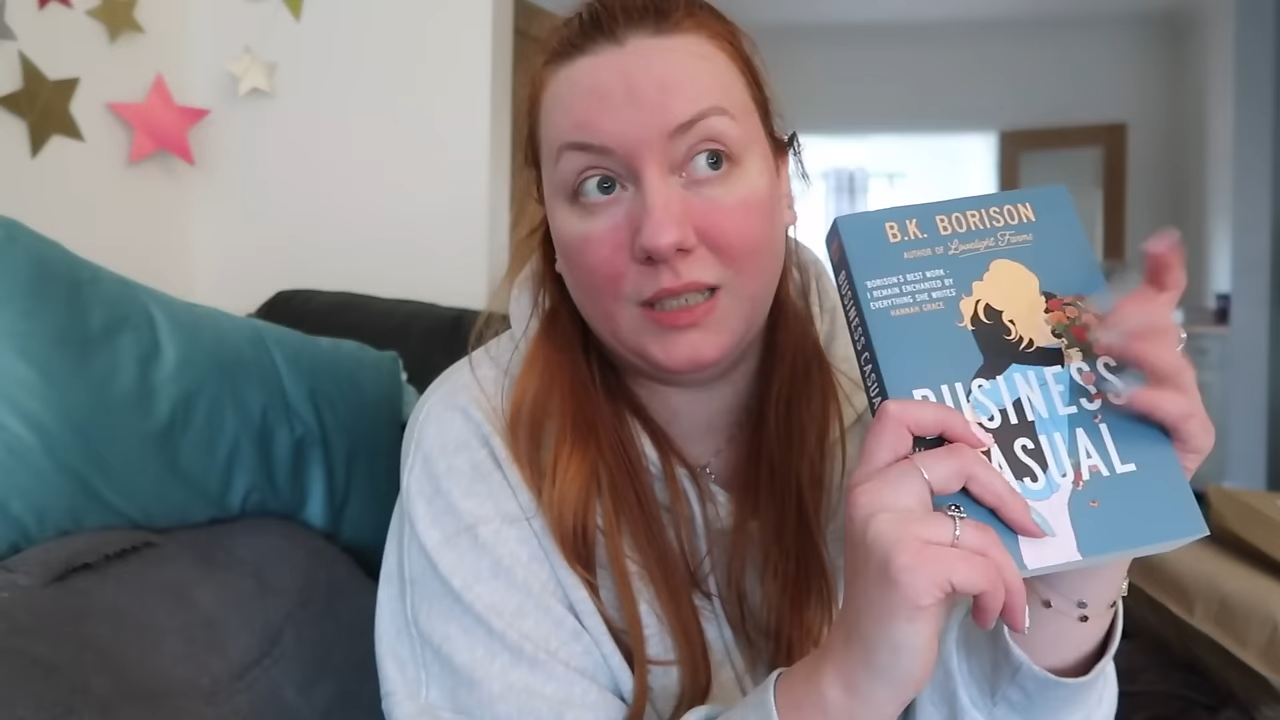 B.K. BORISON
AUTHOR OF Lovelight Farms
'BORISON'S BEST WORK -
I REMAIN ENCHANTED BY
EVERYTHING SHE WRITES'
HANNAH GRACE
BUSINESS
CASUAL
BUSINESS CASUAL